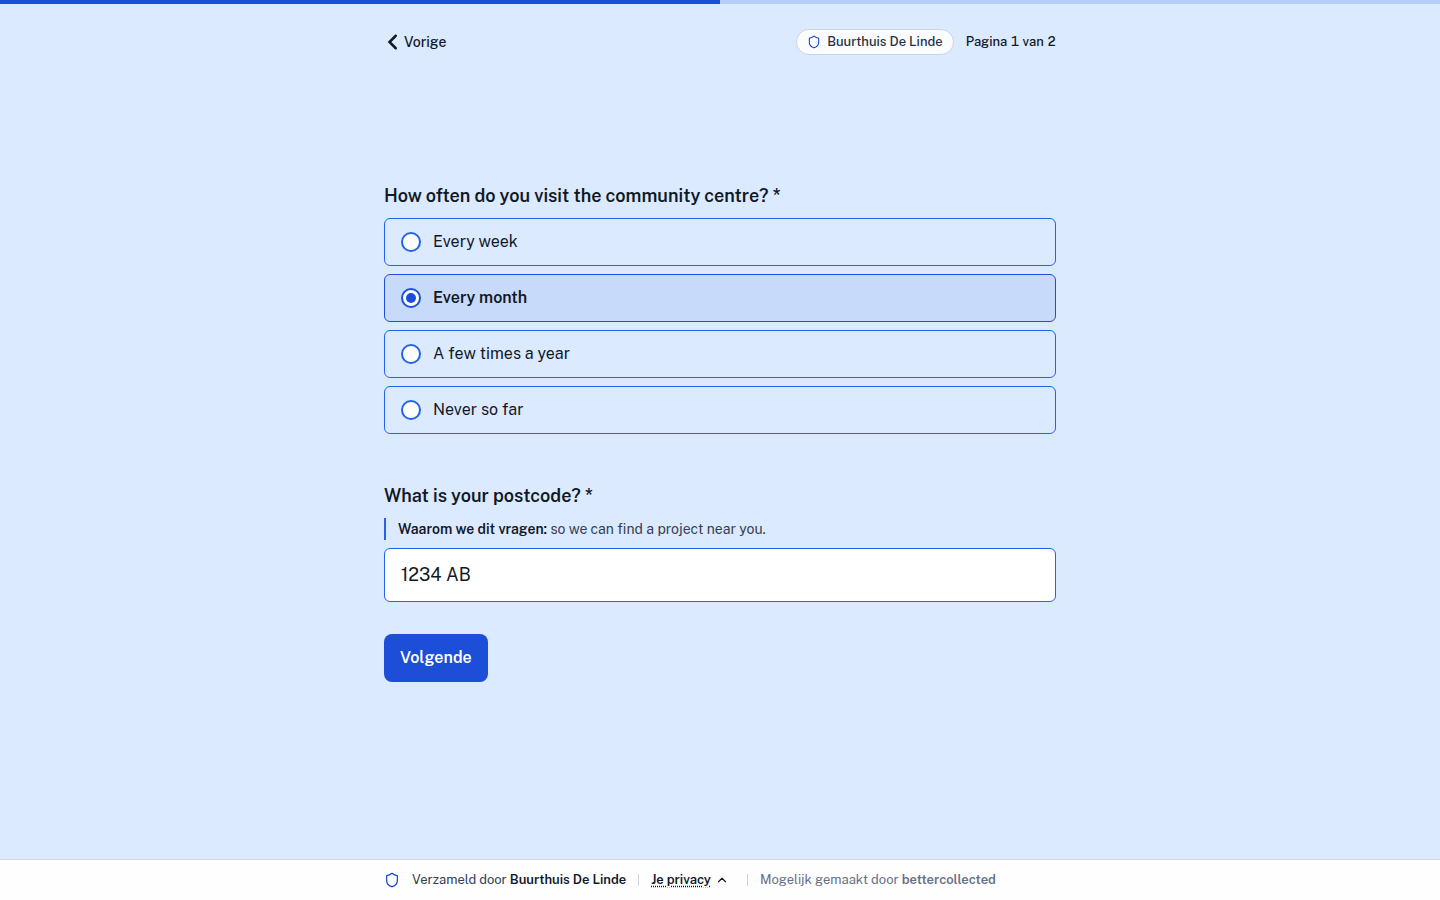 Vorige
Buurthuis De Linde
Pagina 1 van 2
How often do you visit the community centre? *
Every week
Every month
A few times a year
Never so far
What is your postcode? *
Waarom we dit vragen: so we can find a project near you.
1234 AB
Volgende
Verzameld door Buurthuis De Linde
Je privacy
Mogelijk gemaakt door bettercollected